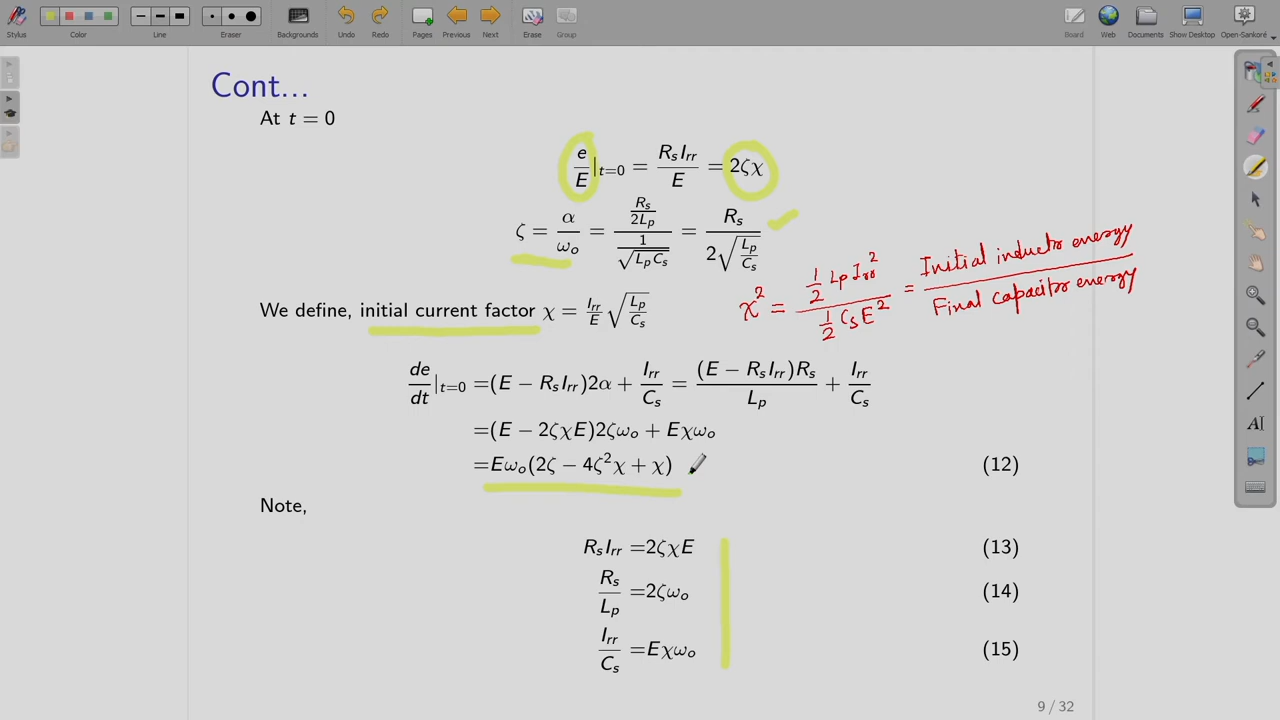 Stylus
Color
Line
Eraser
Backgrounds
Undo
Redo
Pages
Previous
Next
Erase
Group
Board
Web
Documents
Show Desktop
Open-Sankoré
Cont...
At t = 0
e/E|t=0 = RsIrr/E = 2ζχ
ζ = α/ωo = (Rs/2Lp)/(1/√(LpCs)) = Rs/(2√(Lp/Cs))
χ² = (½ Lp Irr²)/(½ Cs E²) = Initial inductor energy/Final capacitor energy
We define, initial current factor χ = Irr/E √(Lp/Cs)
de/dt|t=0 =(E − RsIrr)2α + Irr/Cs = (E − RsIrr)Rs/Lp + Irr/Cs
=(E − 2ζχE)2ζωo + Eχωo
=Eωo(2ζ − 4ζ²χ + χ) (12)
Note,
RsIrr =2ζχE (13)
Rs/Lp =2ζωo (14)
Irr/Cs =Eχωo (15)
9 / 32